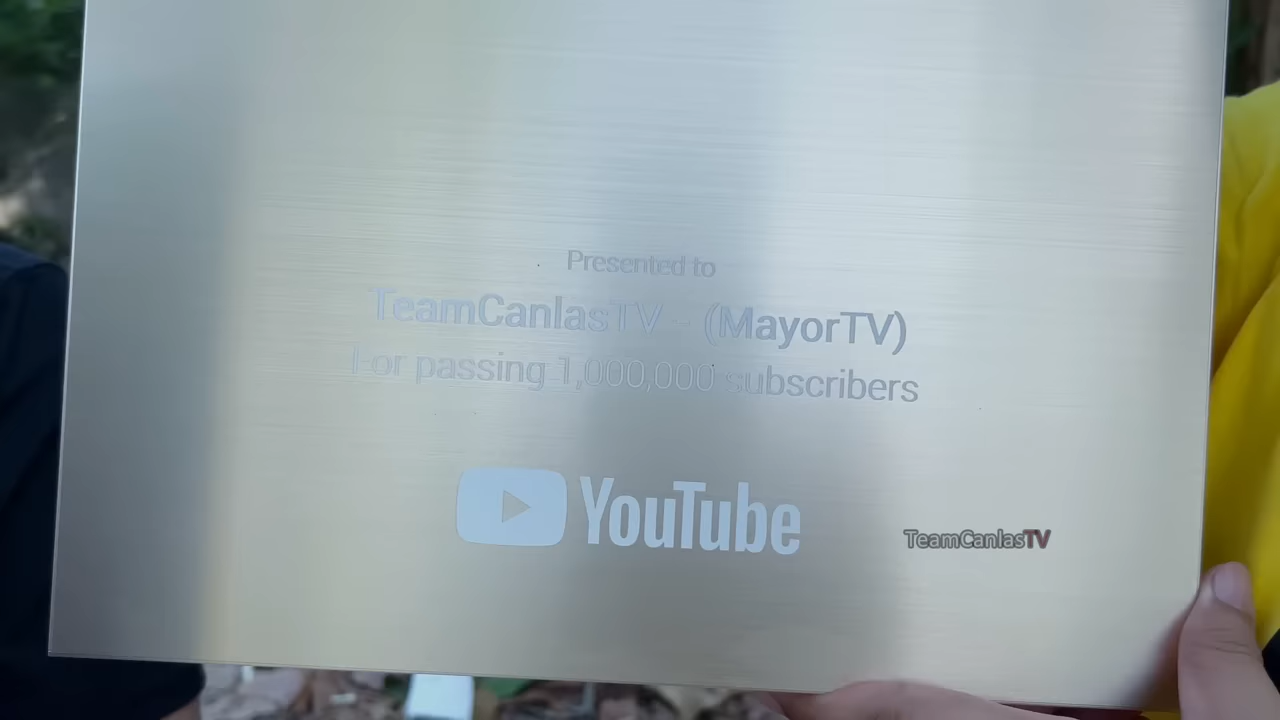 Presented to
TeamCanlasTV - (MayorTV)
For passing 1,000,000 subscribers
YouTube
TeamCanlasTV